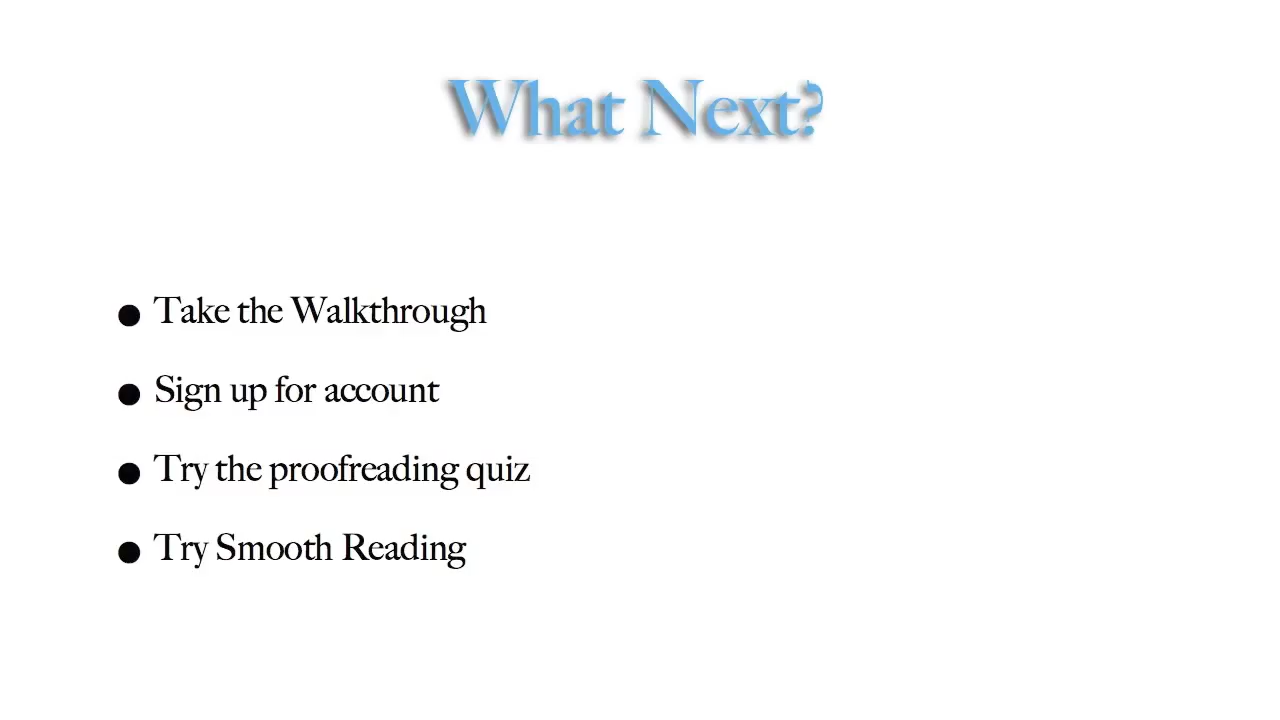 What Next?
• Take the Walkthrough
• Sign up for account
• Try the proofreading quiz
• Try Smooth Reading